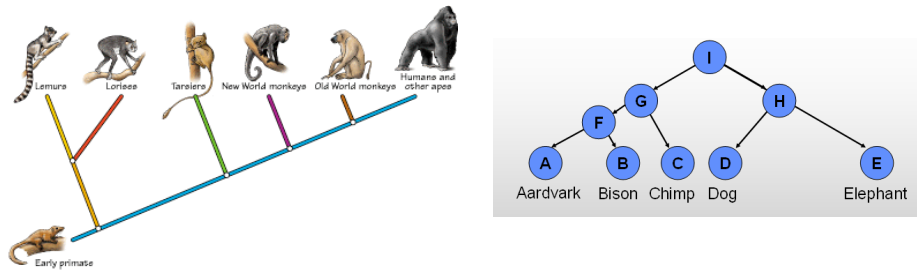 Lemurs
Lorises
Tarsiers
New World monkeys
Old World monkeys
Humans and
other apes
Early primate
I
G
H
F
A
B
C
D
E
Aardvark
Bison
Chimp
Dog
Elephant